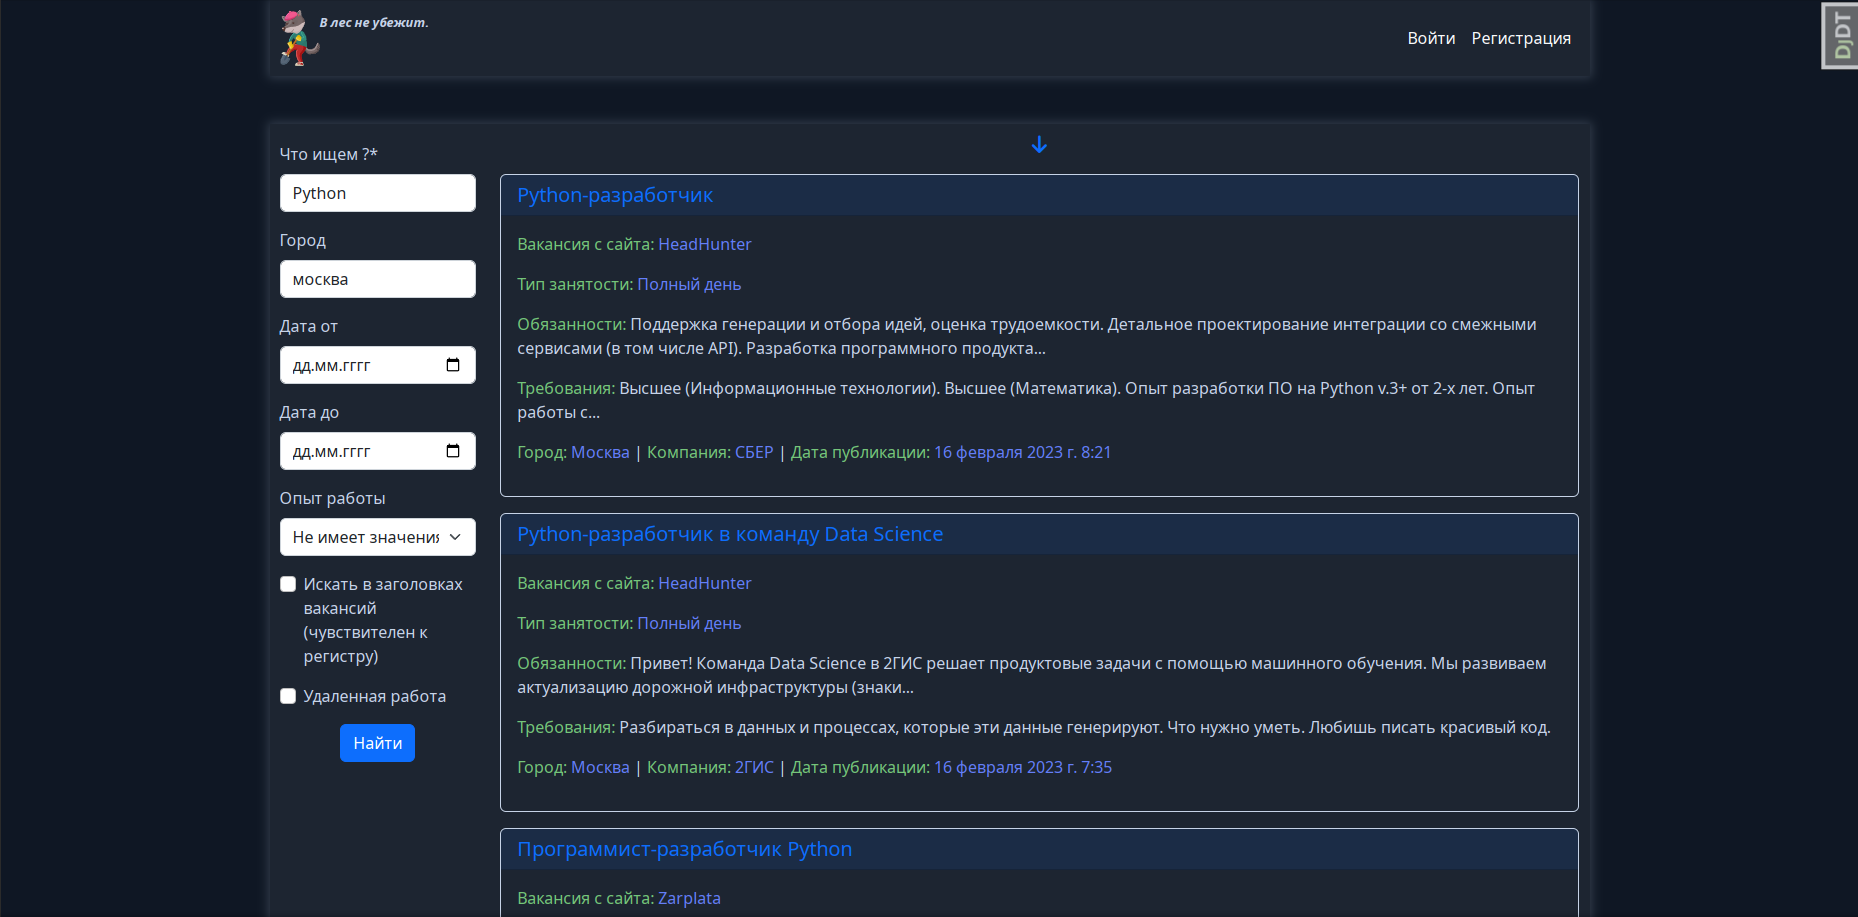 В лес не убежит.
Войти Регистрация
DjDT
Что ищем ?*
Python
Город
москва
Дата от
дд.мм.гггг
Дата до
дд.мм.гггг
Опыт работы
Не имеет значения
Искать в заголовках
вакансий
(чувствителен к
регистру)
Удаленная работа
Найти
Python-разработчик
Вакансия с сайта: HeadHunter
Тип занятости: Полный день
Обязанности: Поддержка генерации и отбора идей, оценка трудоемкости. Детальное проектирование интеграции со смежными
сервисами (в том числе API). Разработка программного продукта...
Требования: Высшее (Информационные технологии). Высшее (Математика). Опыт разработки ПО на Python v.3+ от 2-х лет. Опыт
работы с...
Город: Москва | Компания: СБЕР | Дата публикации: 16 февраля 2023 г. 8:21
Python-разработчик в команду Data Science
Вакансия с сайта: HeadHunter
Тип занятости: Полный день
Обязанности: Привет! Команда Data Science в 2ГИС решает продуктовые задачи с помощью машинного обучения. Мы развиваем
актуализацию дорожной инфраструктуры (знаки...
Требования: Разбираться в данных и процессах, которые эти данные генерируют. Что нужно уметь. Любишь писать красивый код.
Город: Москва | Компания: 2ГИС | Дата публикации: 16 февраля 2023 г. 7:35
Программист-разработчик Python
Вакансия с сайта: Zarplata